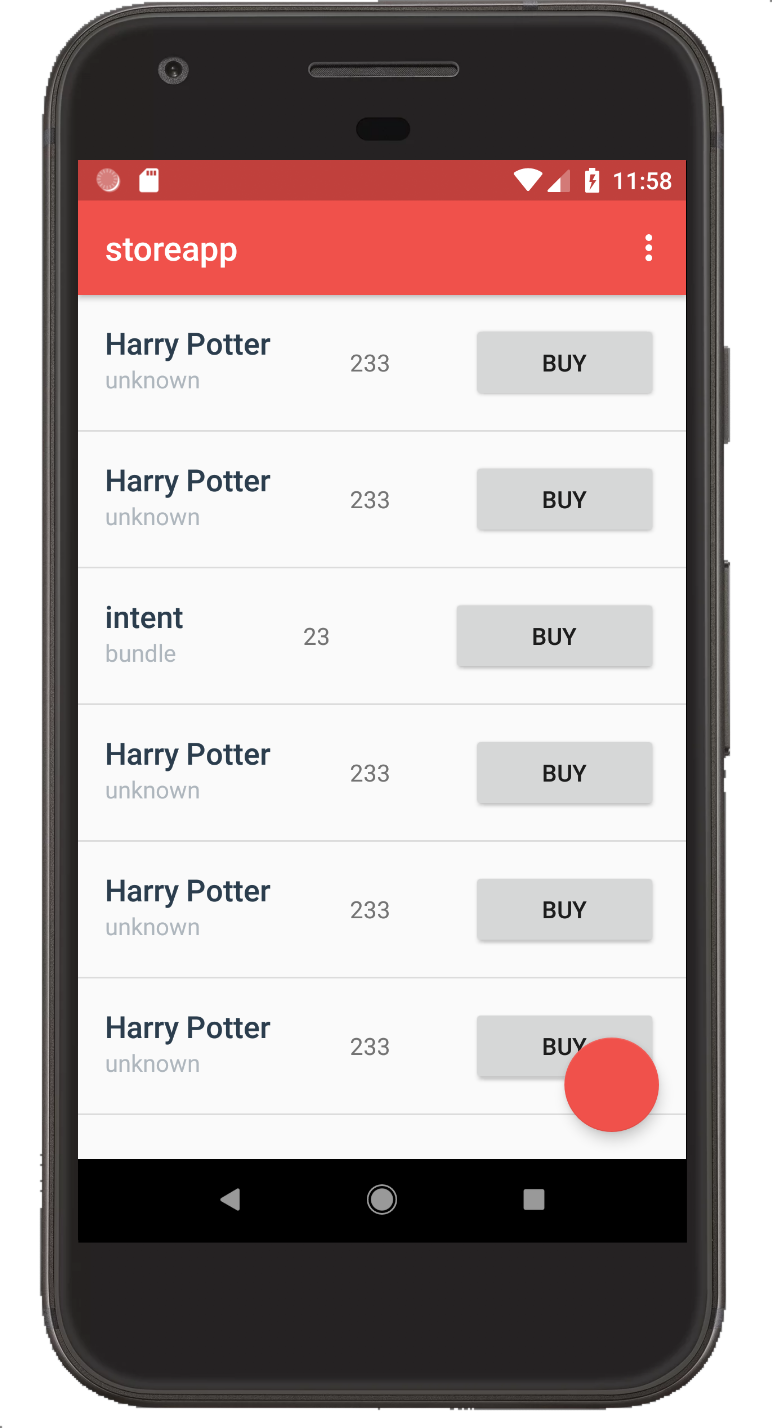 11:58
storeapp
Harry Potter
unknown
233
BUY
Harry Potter
unknown
233
BUY
intent
bundle
23
BUY
Harry Potter
unknown
233
BUY
Harry Potter
unknown
233
BUY
Harry Potter
unknown
233
BUY